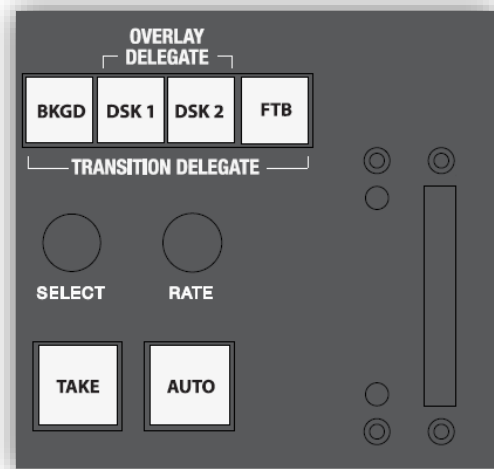 OVERLAY
DELEGATE
BKGD DSK 1 DSK 2 FTB
TRANSITION DELEGATE
SELECT RATE
TAKE AUTO